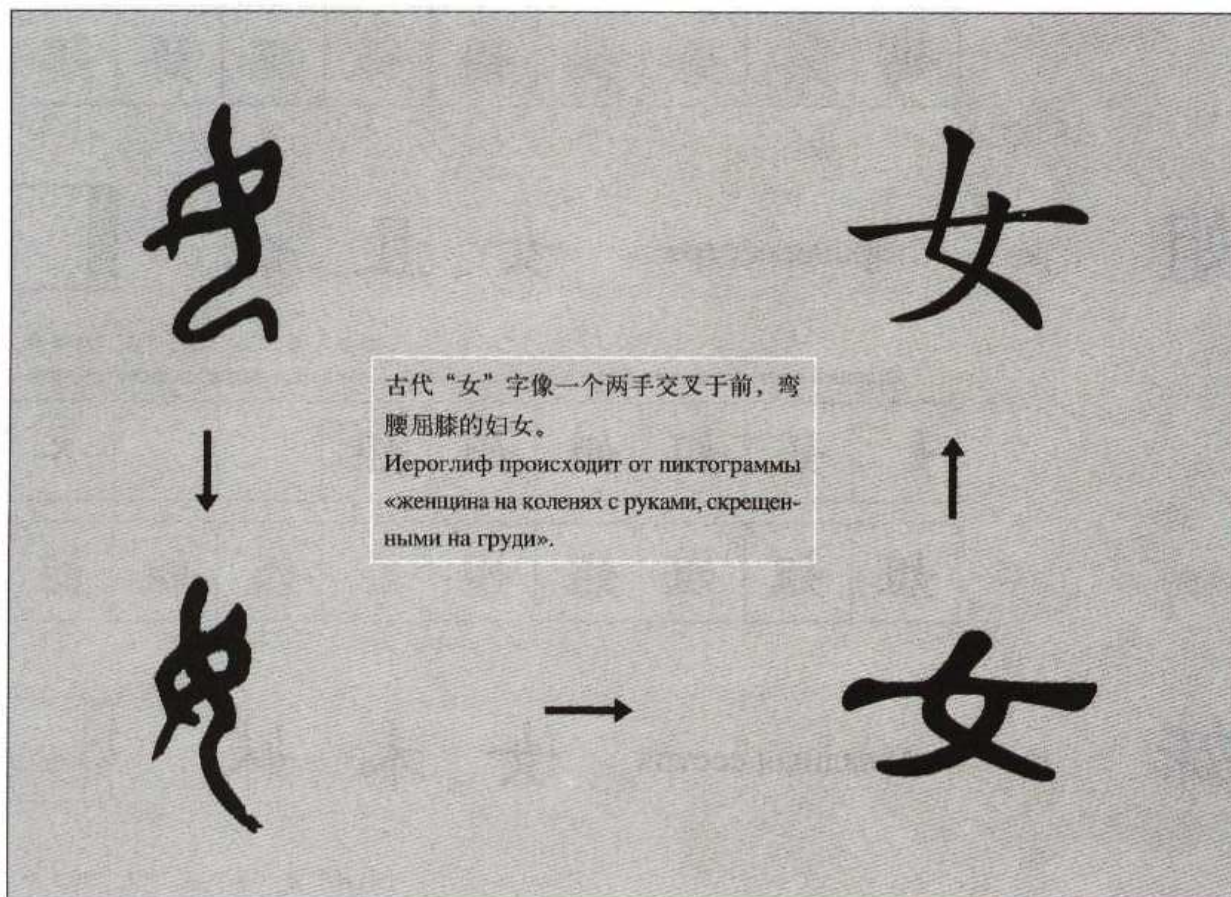 女
古代“女”字像一个两手交叉于前，弯
腰屈膝的妇女。
Иероглиф происходит от пиктограммы
«женщина на коленях с руками, скрещен-
ными на груди».
女